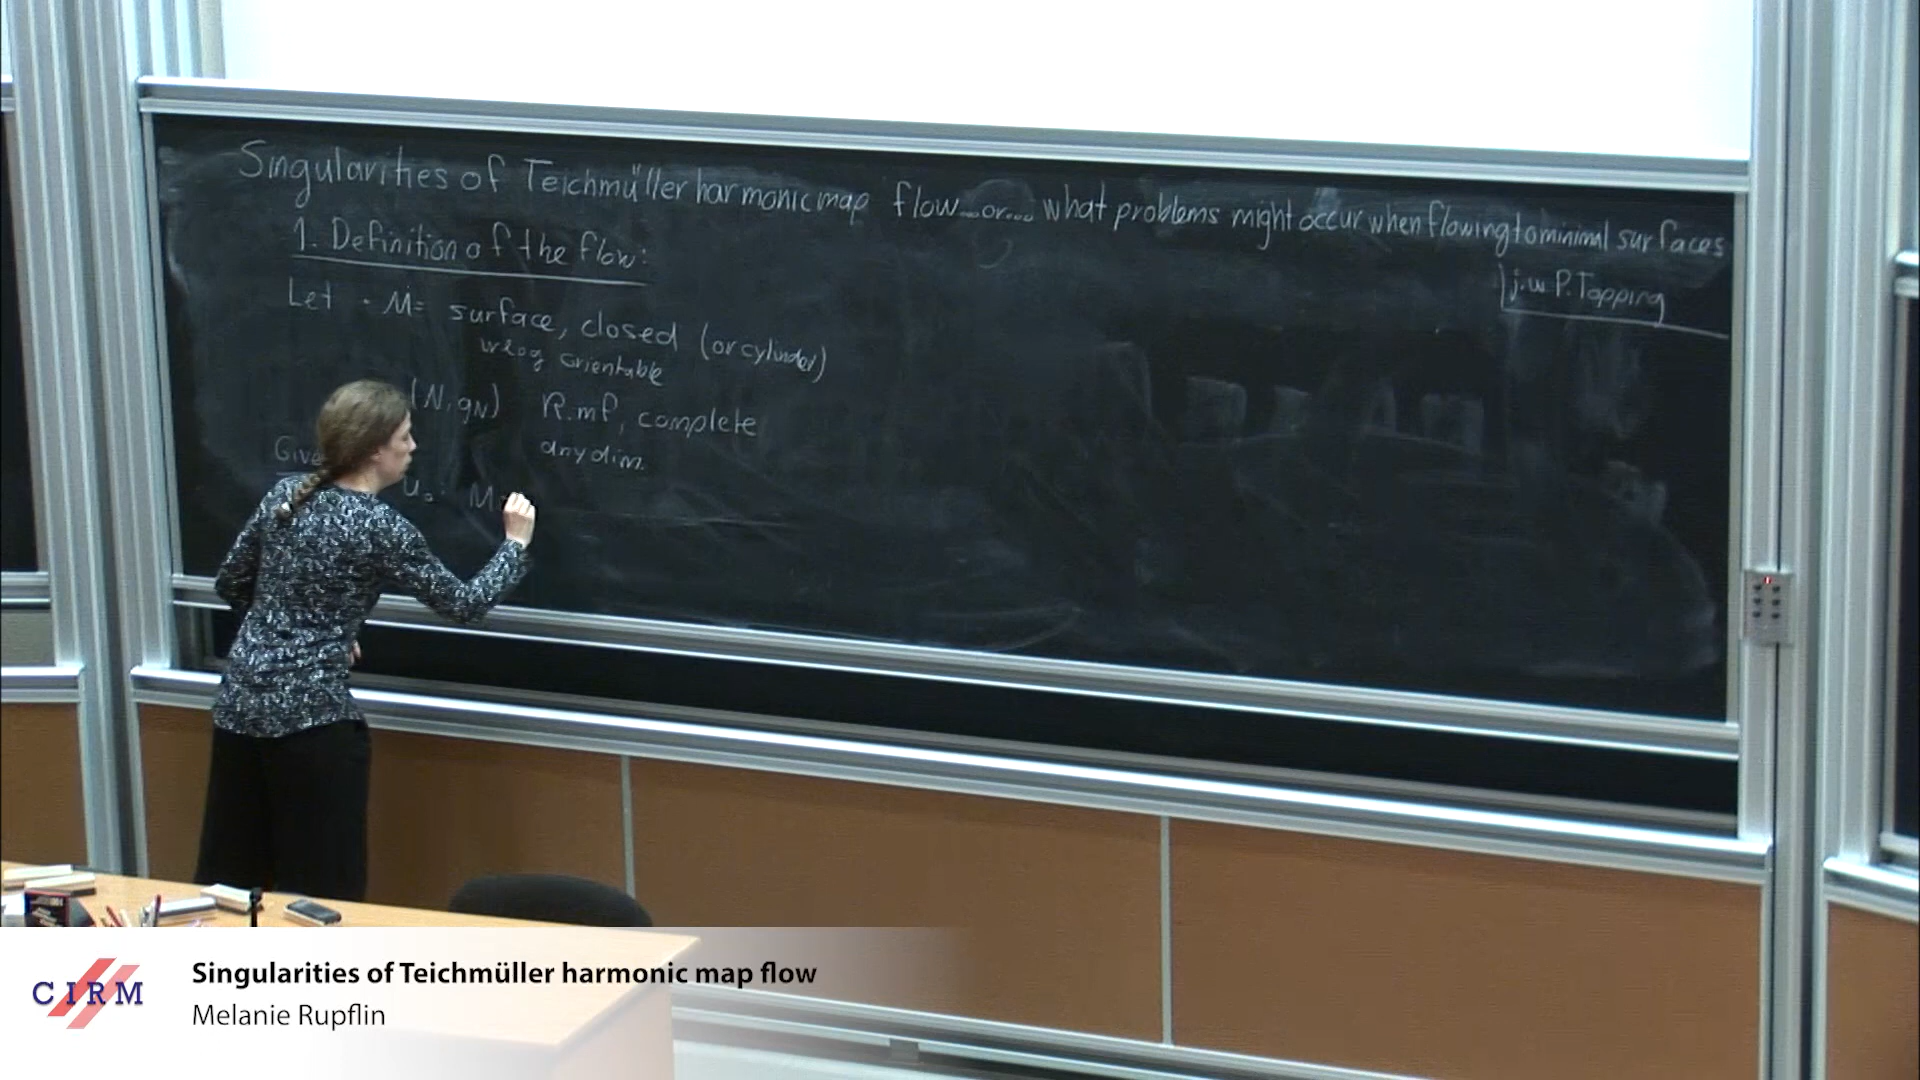 Singularities of Teichmüller harmonic map flow...or... what problems might occur when flowing to minimal surfaces
j.w P. Topping
1. Definition of the flow:
Let · M = surface, closed (or cylinder)
wlog orientable
(N, gN) R.mf, complete
any dim.
Give
u₀: M
CIRM
Singularities of Teichmüller harmonic map flow
Melanie Rupflin